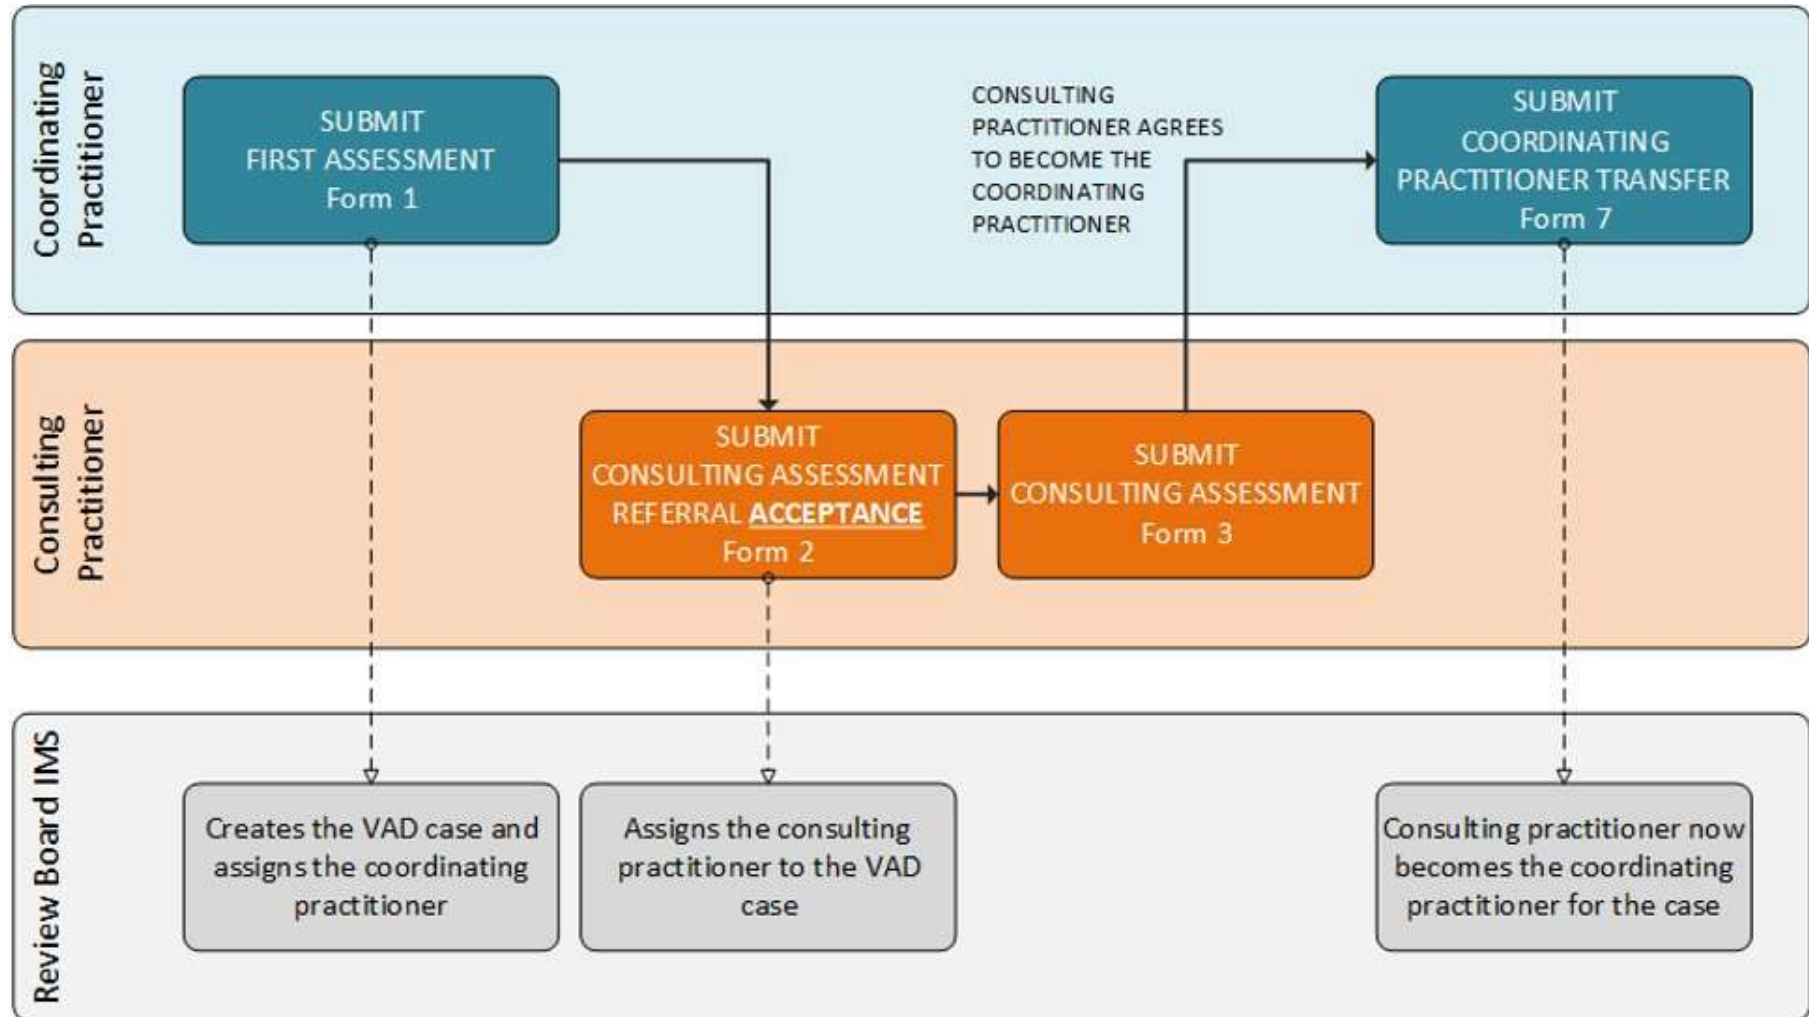 Coordinating
Practitioner
SUBMIT
FIRST ASSESSMENT
Form 1
CONSULTING
PRACTITIONER AGREES
TO BECOME THE
COORDINATING
PRACTITIONER
SUBMIT
COORDINATING
PRACTITIONER TRANSFER
Form 7
Consulting
Practitioner
SUBMIT
CONSULTING ASSESSMENT
REFERRAL ACCEPTANCE
Form 2
SUBMIT
CONSULTING ASSESSMENT
Form 3
Review Board IMS
Creates the VAD case and
assigns the coordinating
practitioner
Assigns the consulting
practitioner to the VAD
case
Consulting practitioner now
becomes the coordinating
practitioner for the case